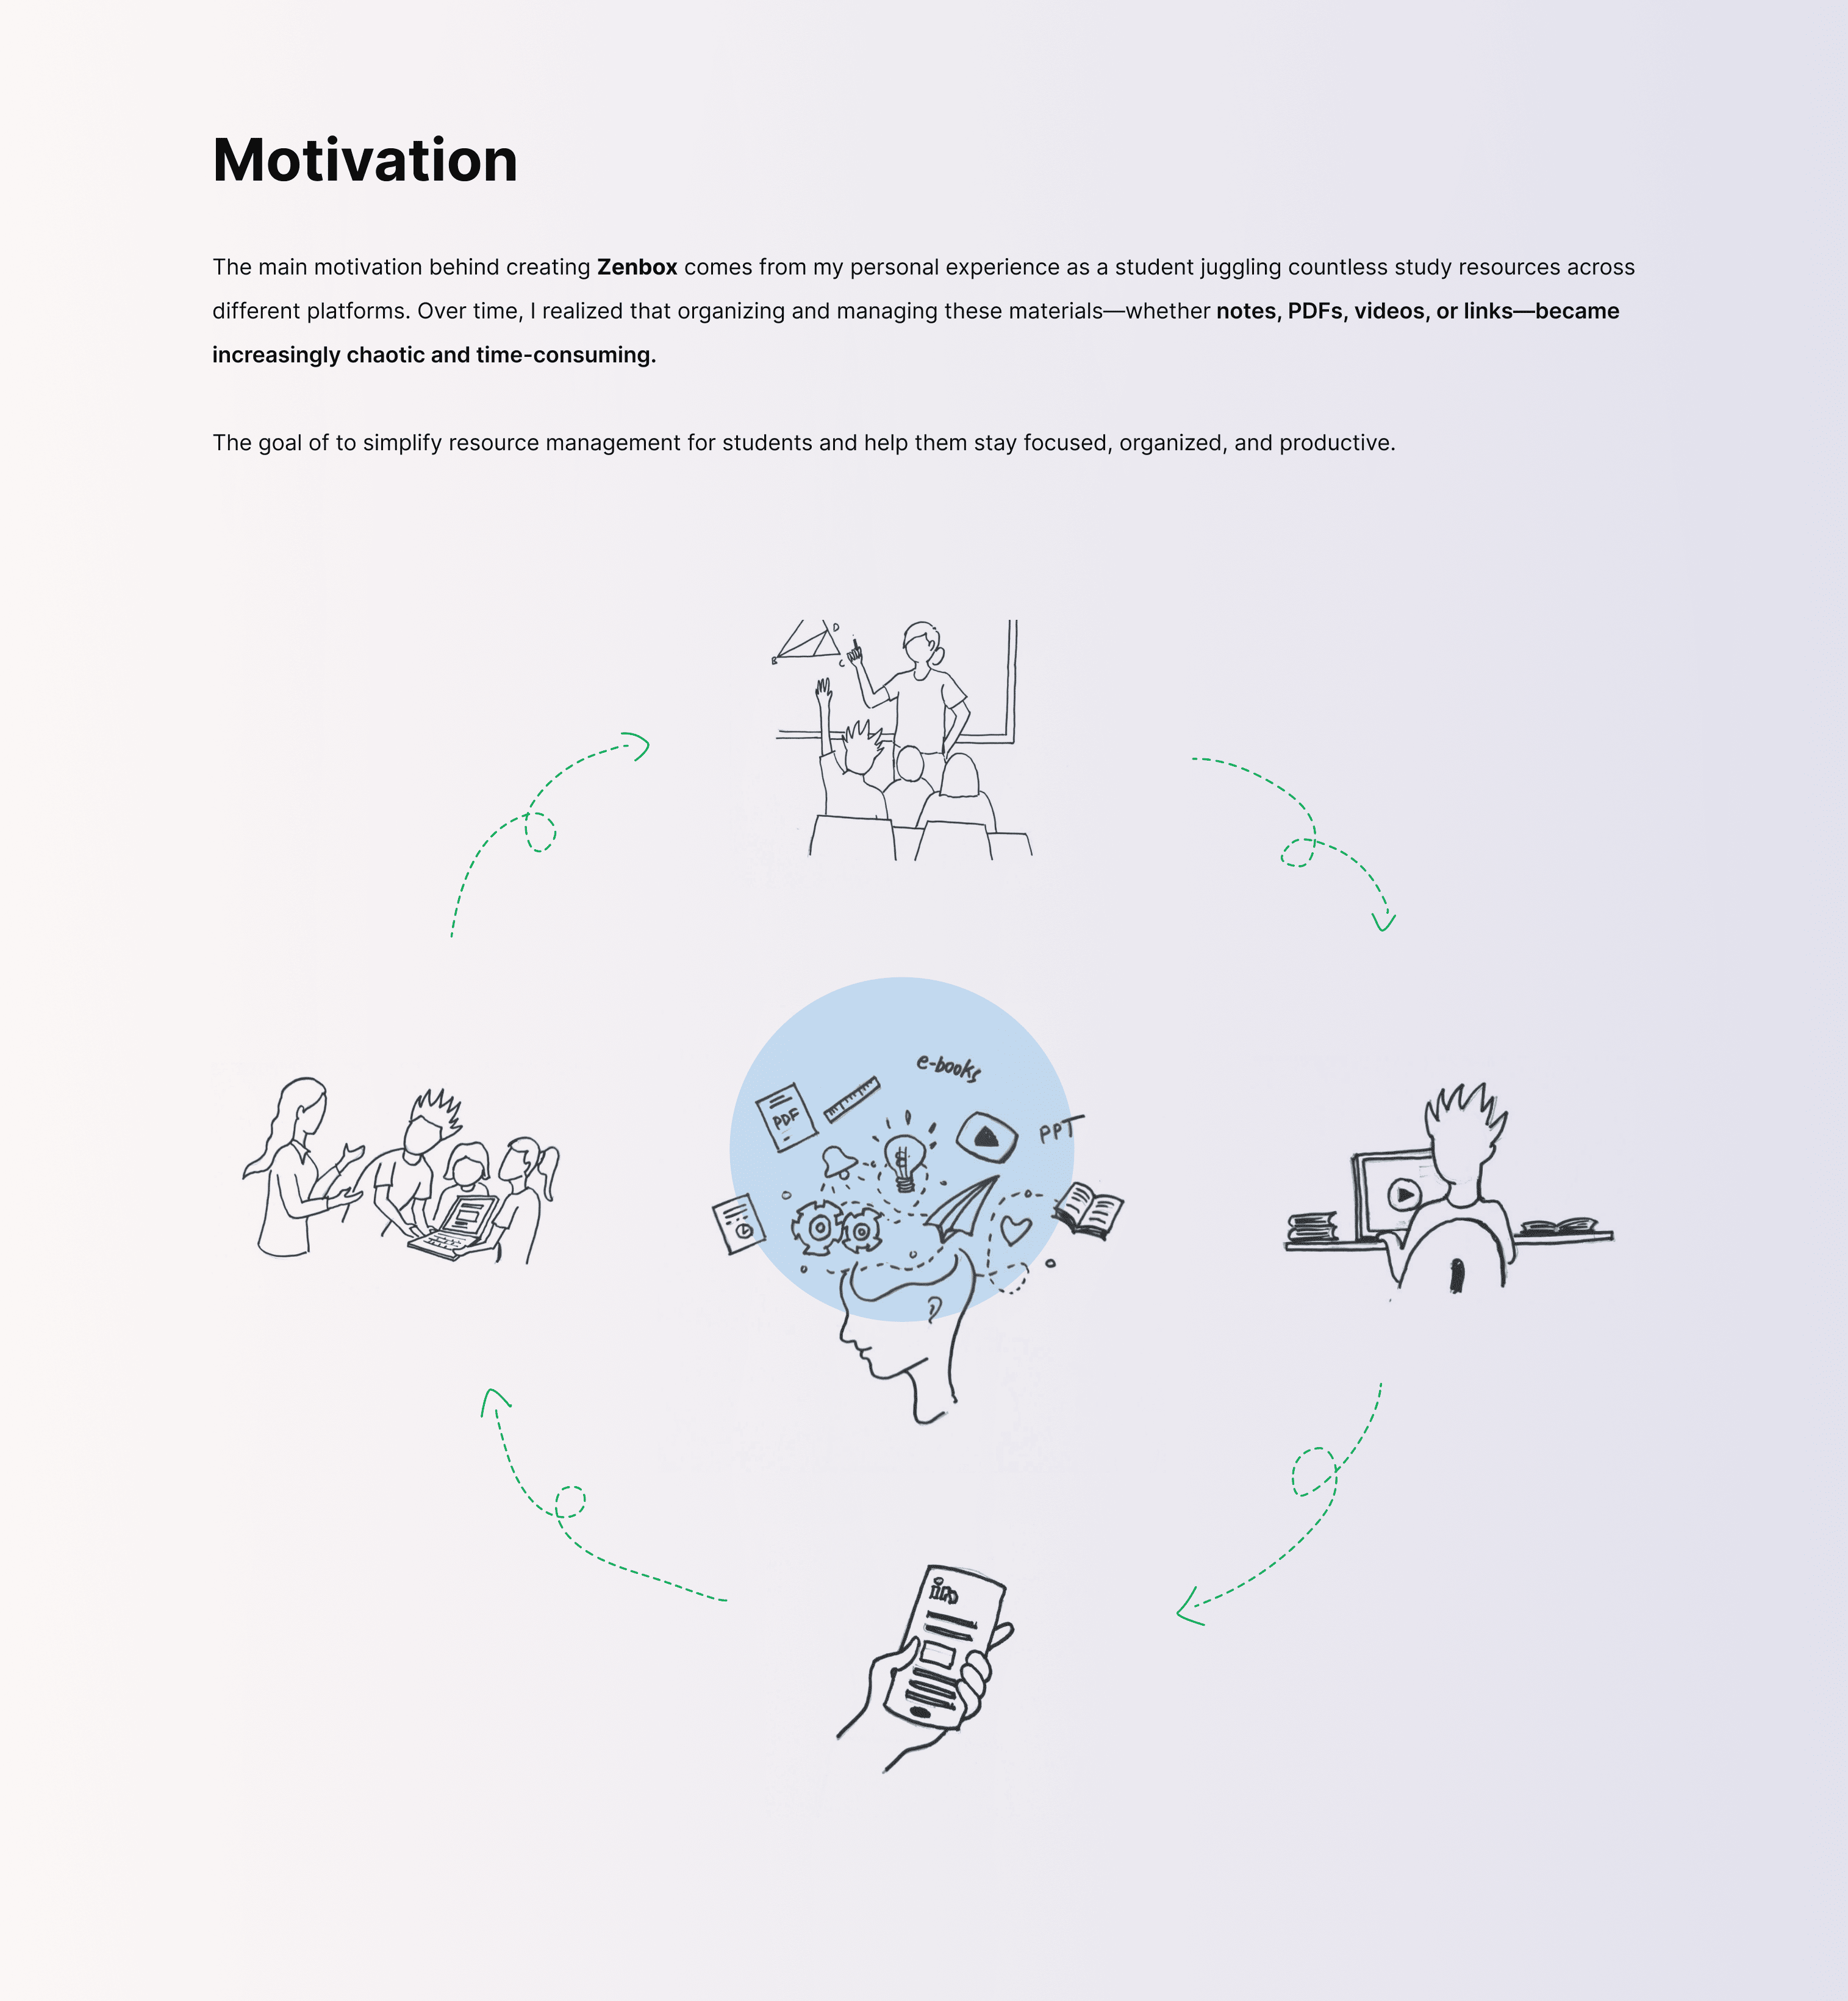 Motivation
The main motivation behind creating Zenbox comes from my personal experience as a student juggling countless study resources across
different platforms. Over time, I realized that organizing and managing these materials—whether notes, PDFs, videos, or links—became
increasingly chaotic and time-consuming.
The goal of to simplify resource management for students and help them stay focused, organized, and productive.
D
B
C
e-books
PDF
PPT